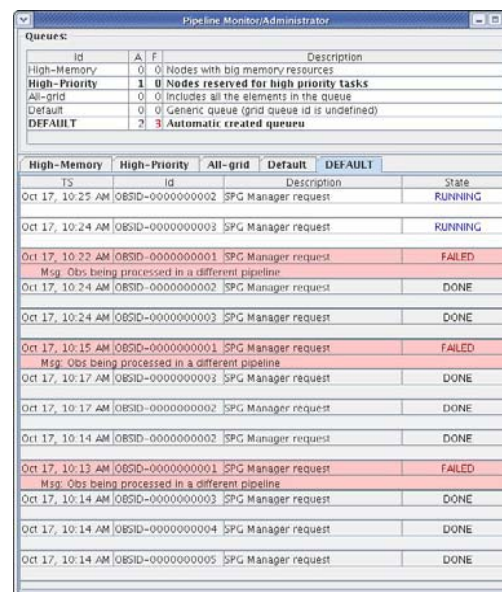 Pipeline Monitor/Administrator
Queues:
Id A F Description
High-Memory 0 0 Nodes with big memory resources
High-Priority 1 0 Nodes reserved for high priority tasks
All-grid 0 0 Includes all the elements in the queue
Default 0 0 Generic queue (grid queue id is undefined)
DEFAULT 2 3 Automatic created queueu
High-Memory High-Priority All-grid Default DEFAULT
TS Id Description State
Oct 17, 10:25 AM OBSID-0000000002 SPG Manager request RUNNING
Oct 17, 10:24 AM OBSID-0000000003 SPG Manager request RUNNING
Oct 17, 10:22 AM OBSID-0000000001 SPG Manager request FAILED
Msg: Obs being processed in a different pipeline
Oct 17, 10:24 AM OBSID-0000000002 SPG Manager request DONE
Oct 17, 10:24 AM OBSID-0000000003 SPG Manager request DONE
Oct 17, 10:15 AM OBSID-0000000001 SPG Manager request FAILED
Msg: Obs being processed in a different pipeline
Oct 17, 10:17 AM OBSID-0000000003 SPG Manager request DONE
Oct 17, 10:17 AM OBSID-0000000002 SPG Manager request DONE
Oct 17, 10:14 AM OBSID-0000000002 SPG Manager request DONE
Oct 17, 10:13 AM OBSID-0000000001 SPG Manager request FAILED
Msg: Obs being processed in a different pipeline
Oct 17, 10:14 AM OBSID-0000000003 SPG Manager request DONE
Oct 17, 10:14 AM OBSID-0000000004 SPG Manager request DONE
Oct 17, 10:14 AM OBSID-0000000005 SPG Manager request DONE